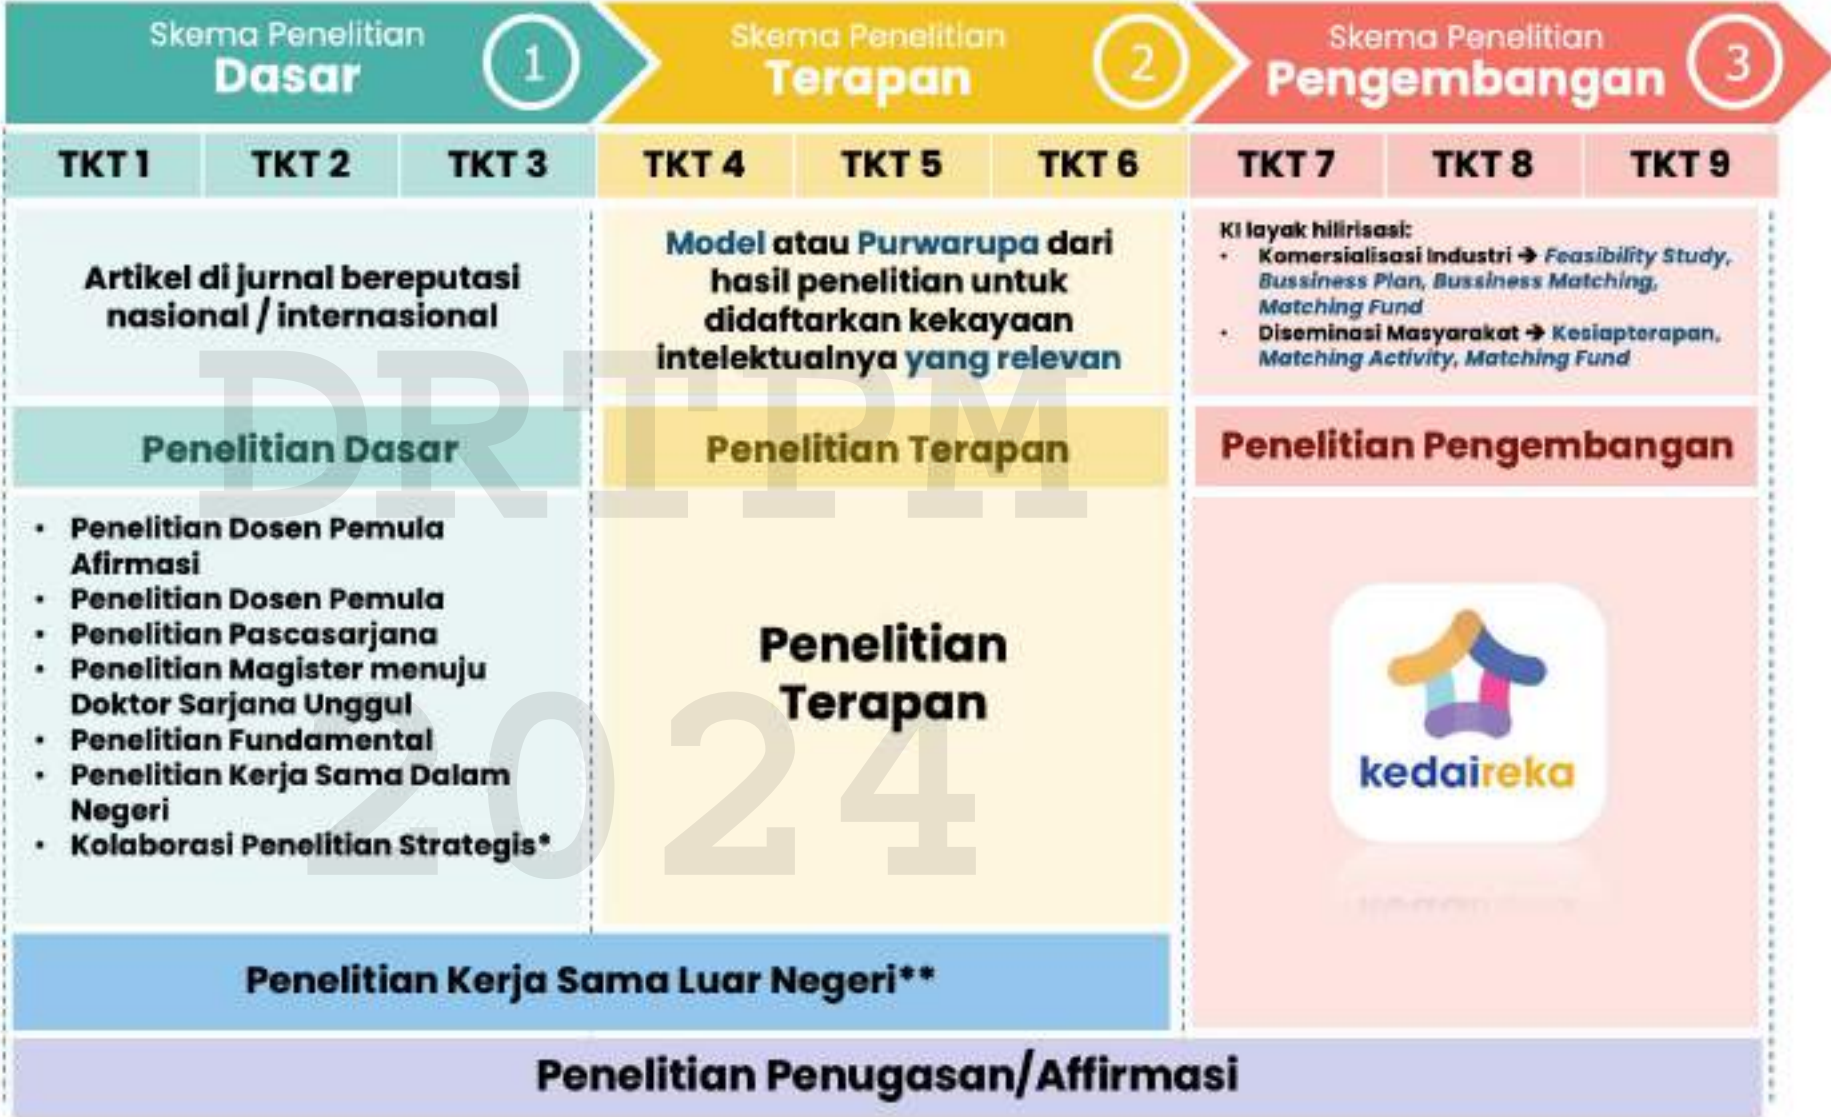 Skema Penelitian
Dasar
1
Skema Penelitian
Terapan
2
Skema Penelitian
Pengembangan
3
TKT 1
TKT 2
TKT 3
TKT 4
TKT 5
TKT 6
TKT 7
TKT 8
TKT 9
Artikel di jurnal bereputasi
nasional / internasional
Model atau Purwarupa dari
hasil penelitian untuk
didaftarkan kekayaan
intelektualnya yang relevan
KI layak hilirisasi:
• Komersialisasi Industri → Feasibility Study,
Bussiness Plan, Bussiness Matching,
Matching Fund
• Diseminasi Masyarakat → Kesiapterapan,
Matching Activity, Matching Fund
DRTPM
2024
Penelitian Dasar
Penelitian Terapan
Penelitian Pengembangan
• Penelitian Dosen Pemula
Afirmasi
• Penelitian Dosen Pemula
• Penelitian Pascasarjana
• Penelitian Magister menuju
Doktor Sarjana Unggul
• Penelitian Fundamental
• Penelitian Kerja Sama Dalam
Negeri
• Kolaborasi Penelitian Strategis*
Penelitian
Terapan
kedaireka
Penelitian Kerja Sama Luar Negeri**
Penelitian Penugasan/Affirmasi